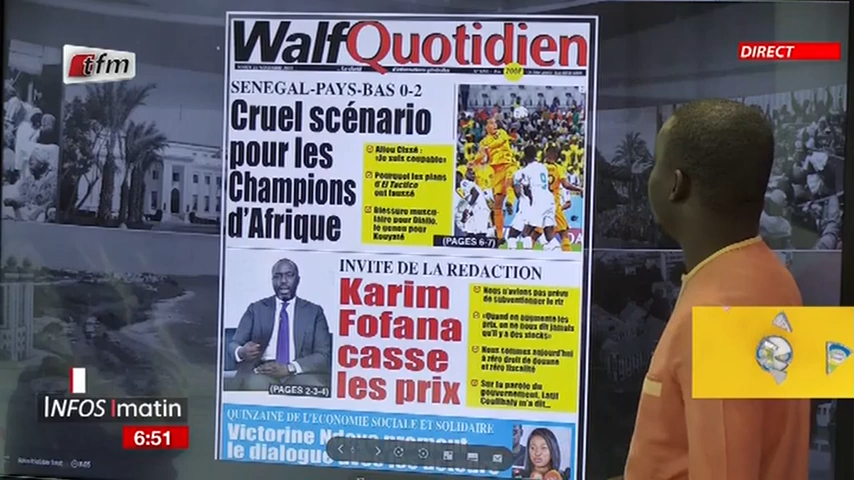 tfm
DIRECT
WalfQuotidien
SENEGAL-PAYS-BAS 0-2
Cruel scénario
pour les
Champions
d'Afrique
Aliou Cissé :
«Je suis coupable»
Pourquoi les plans
d'El Tactico
ont faussé
Blessure muscu-
laire pour Diallo,
le genou pour
Kouyaté
(PAGES 6-7)
INVITE DE LA REDACTION
Karim
Fofana
casse
les prix
(PAGES 2-3-4)
Nous n'avions pas prévu
de subventionner le riz
«Quand on augmente les
prix, on ne nous dit jamais
qu'il y a des stocks»
Nous sommes aujourd'hui
à zéro droit de douane
et zéro fiscalité
Sur la parole du
gouvernement, Latif
Coulibaly m'a dit...
QUINZAINE DE L'ECONOMIE SOCIALE ET SOLIDAIRE
Victorine
le dialogue
INFOS matin
6:51